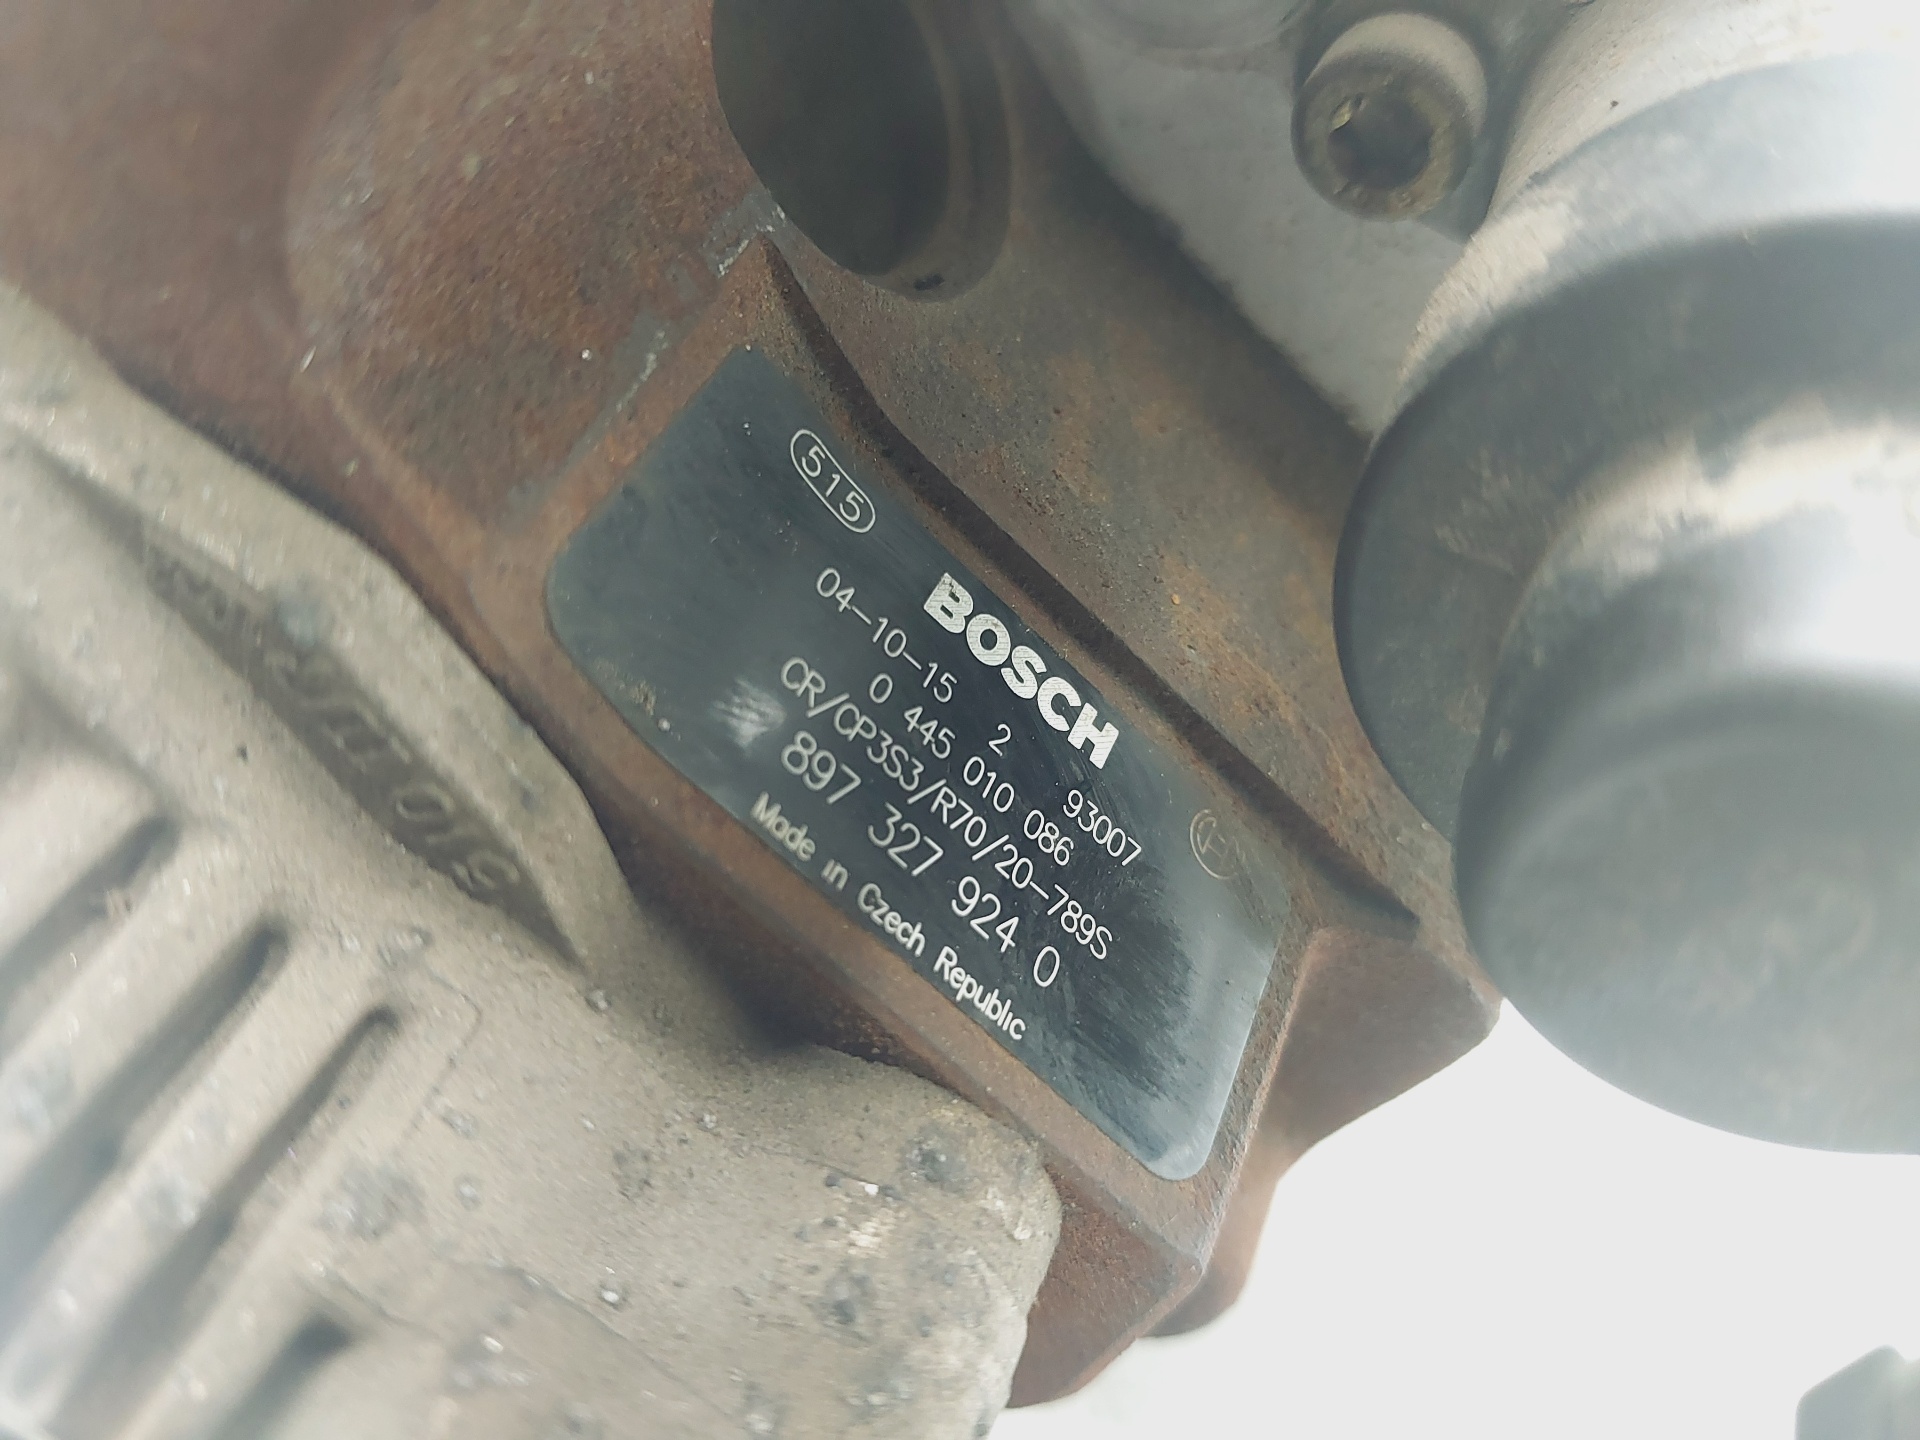 515
BOSCH
04-10-15 2 93007
0 445 010 086
CR/CP3S3/R70/20-789S
897 327 924 0
Made in Czech Republic